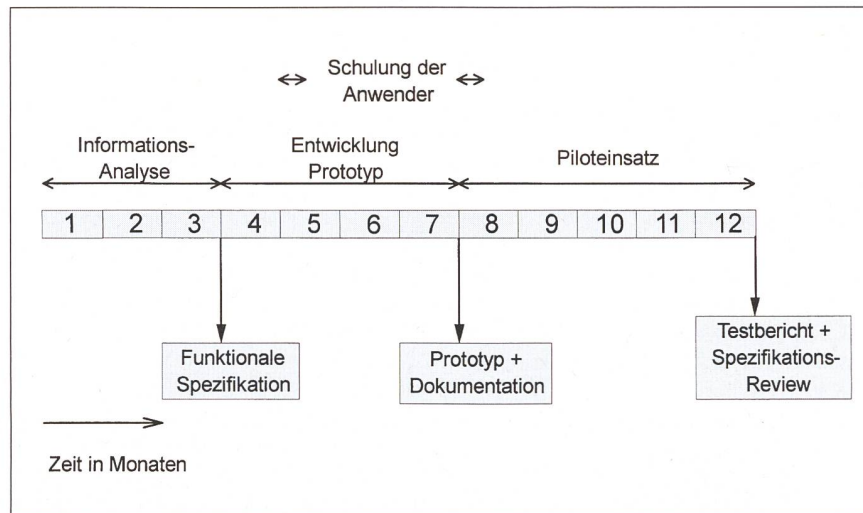 Schulung der
Anwender
Informations-
Analyse
Entwicklung
Prototyp
Piloteinsatz
1 2 3 4 5 6 7 8 9 10 11 12
Funktionale
Spezifikation
Prototyp +
Dokumentation
Testbericht +
Spezifikations-
Review
Zeit in Monaten